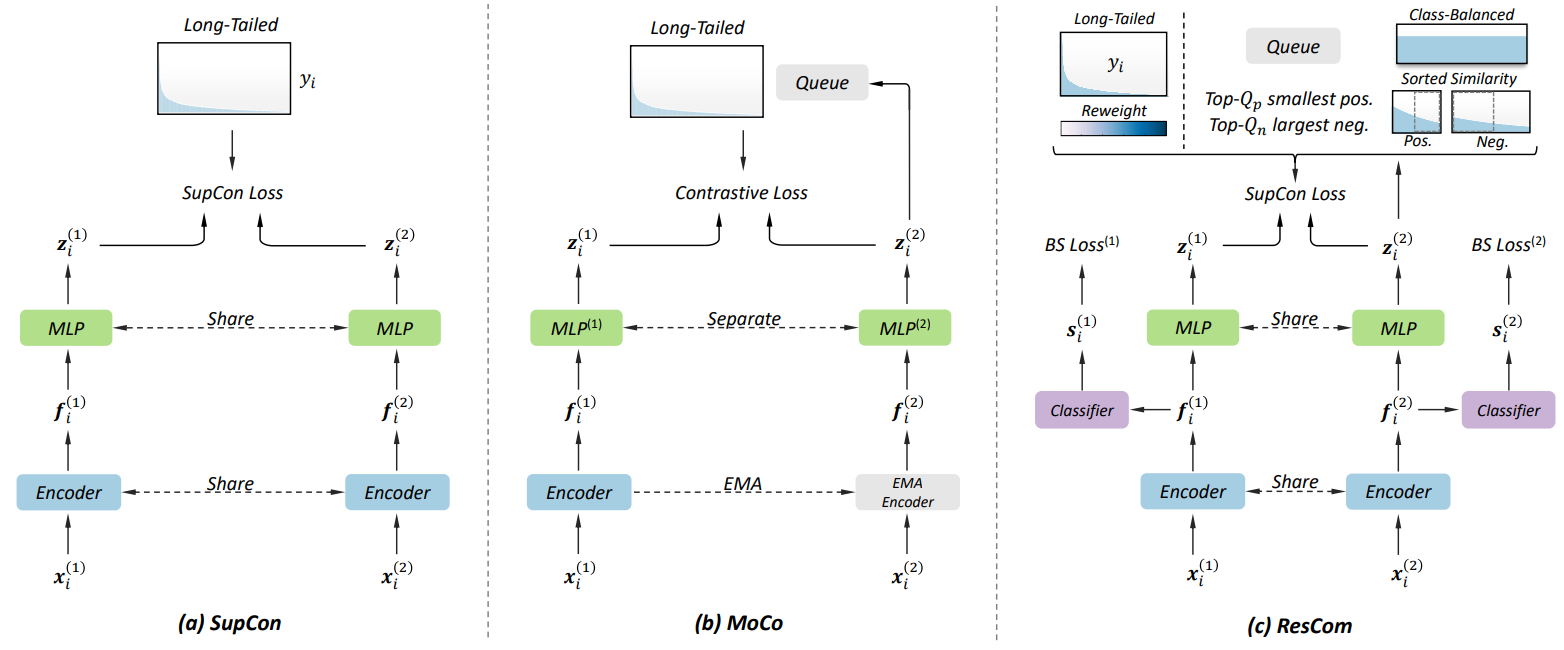 Long-Tailed
y_i
SupCon Loss
z_i^(1)
z_i^(2)
MLP
Share
MLP
f_i^(1)
f_i^(2)
Encoder
Share
Encoder
x_i^(1)
x_i^(2)
(a) SupCon
Long-Tailed
Queue
Contrastive Loss
z_i^(1)
z_i^(2)
MLP^(1)
Separate
MLP^(2)
f_i^(1)
f_i^(2)
Encoder
EMA
EMA
Encoder
x_i^(1)
x_i^(2)
(b) MoCo
Long-Tailed
y_i
Reweight
Queue
Class-Balanced
Sorted Similarity
Top-Q_p smallest pos.
Top-Q_n largest neg.
Pos.
Neg.
SupCon Loss
BS Loss^(1)
z_i^(1)
z_i^(2)
BS Loss^(2)
s_i^(1)
MLP
Share
MLP
s_i^(2)
Classifier
f_i^(1)
f_i^(2)
Classifier
Encoder
Share
Encoder
x_i^(1)
x_i^(2)
(c) ResCom